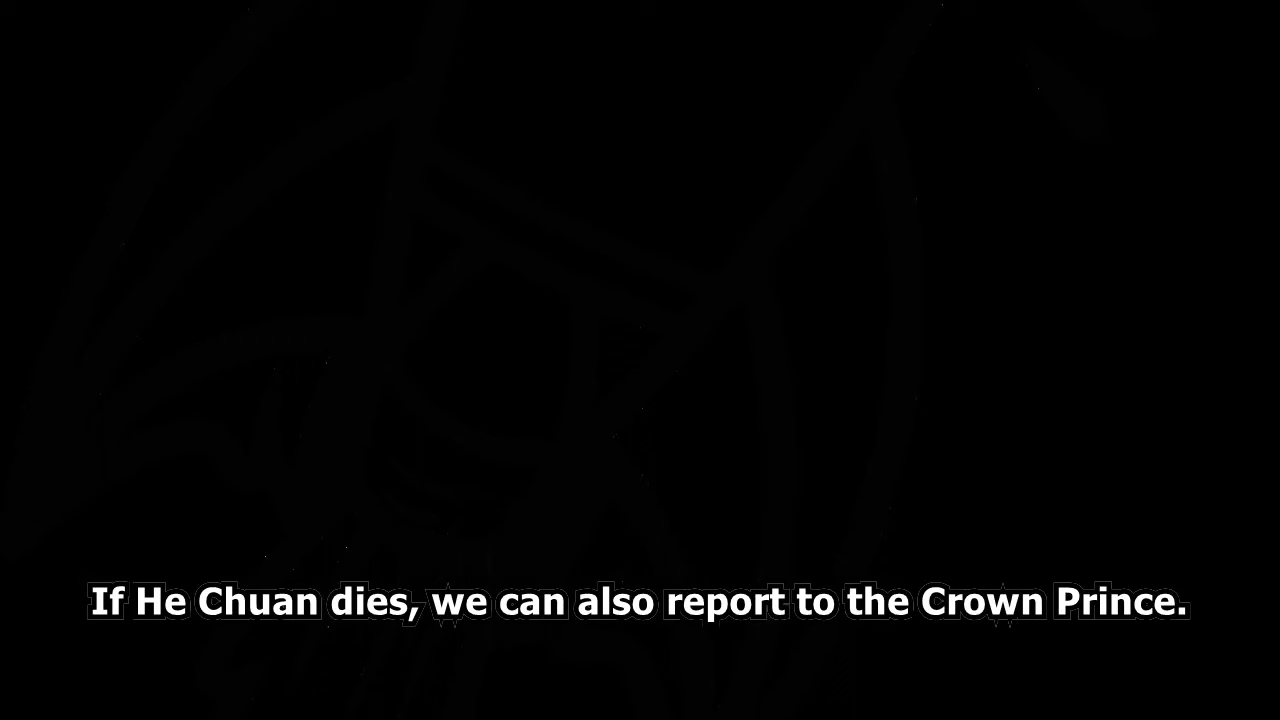 If He Chuan dies, we can also report to the Crown Prince.